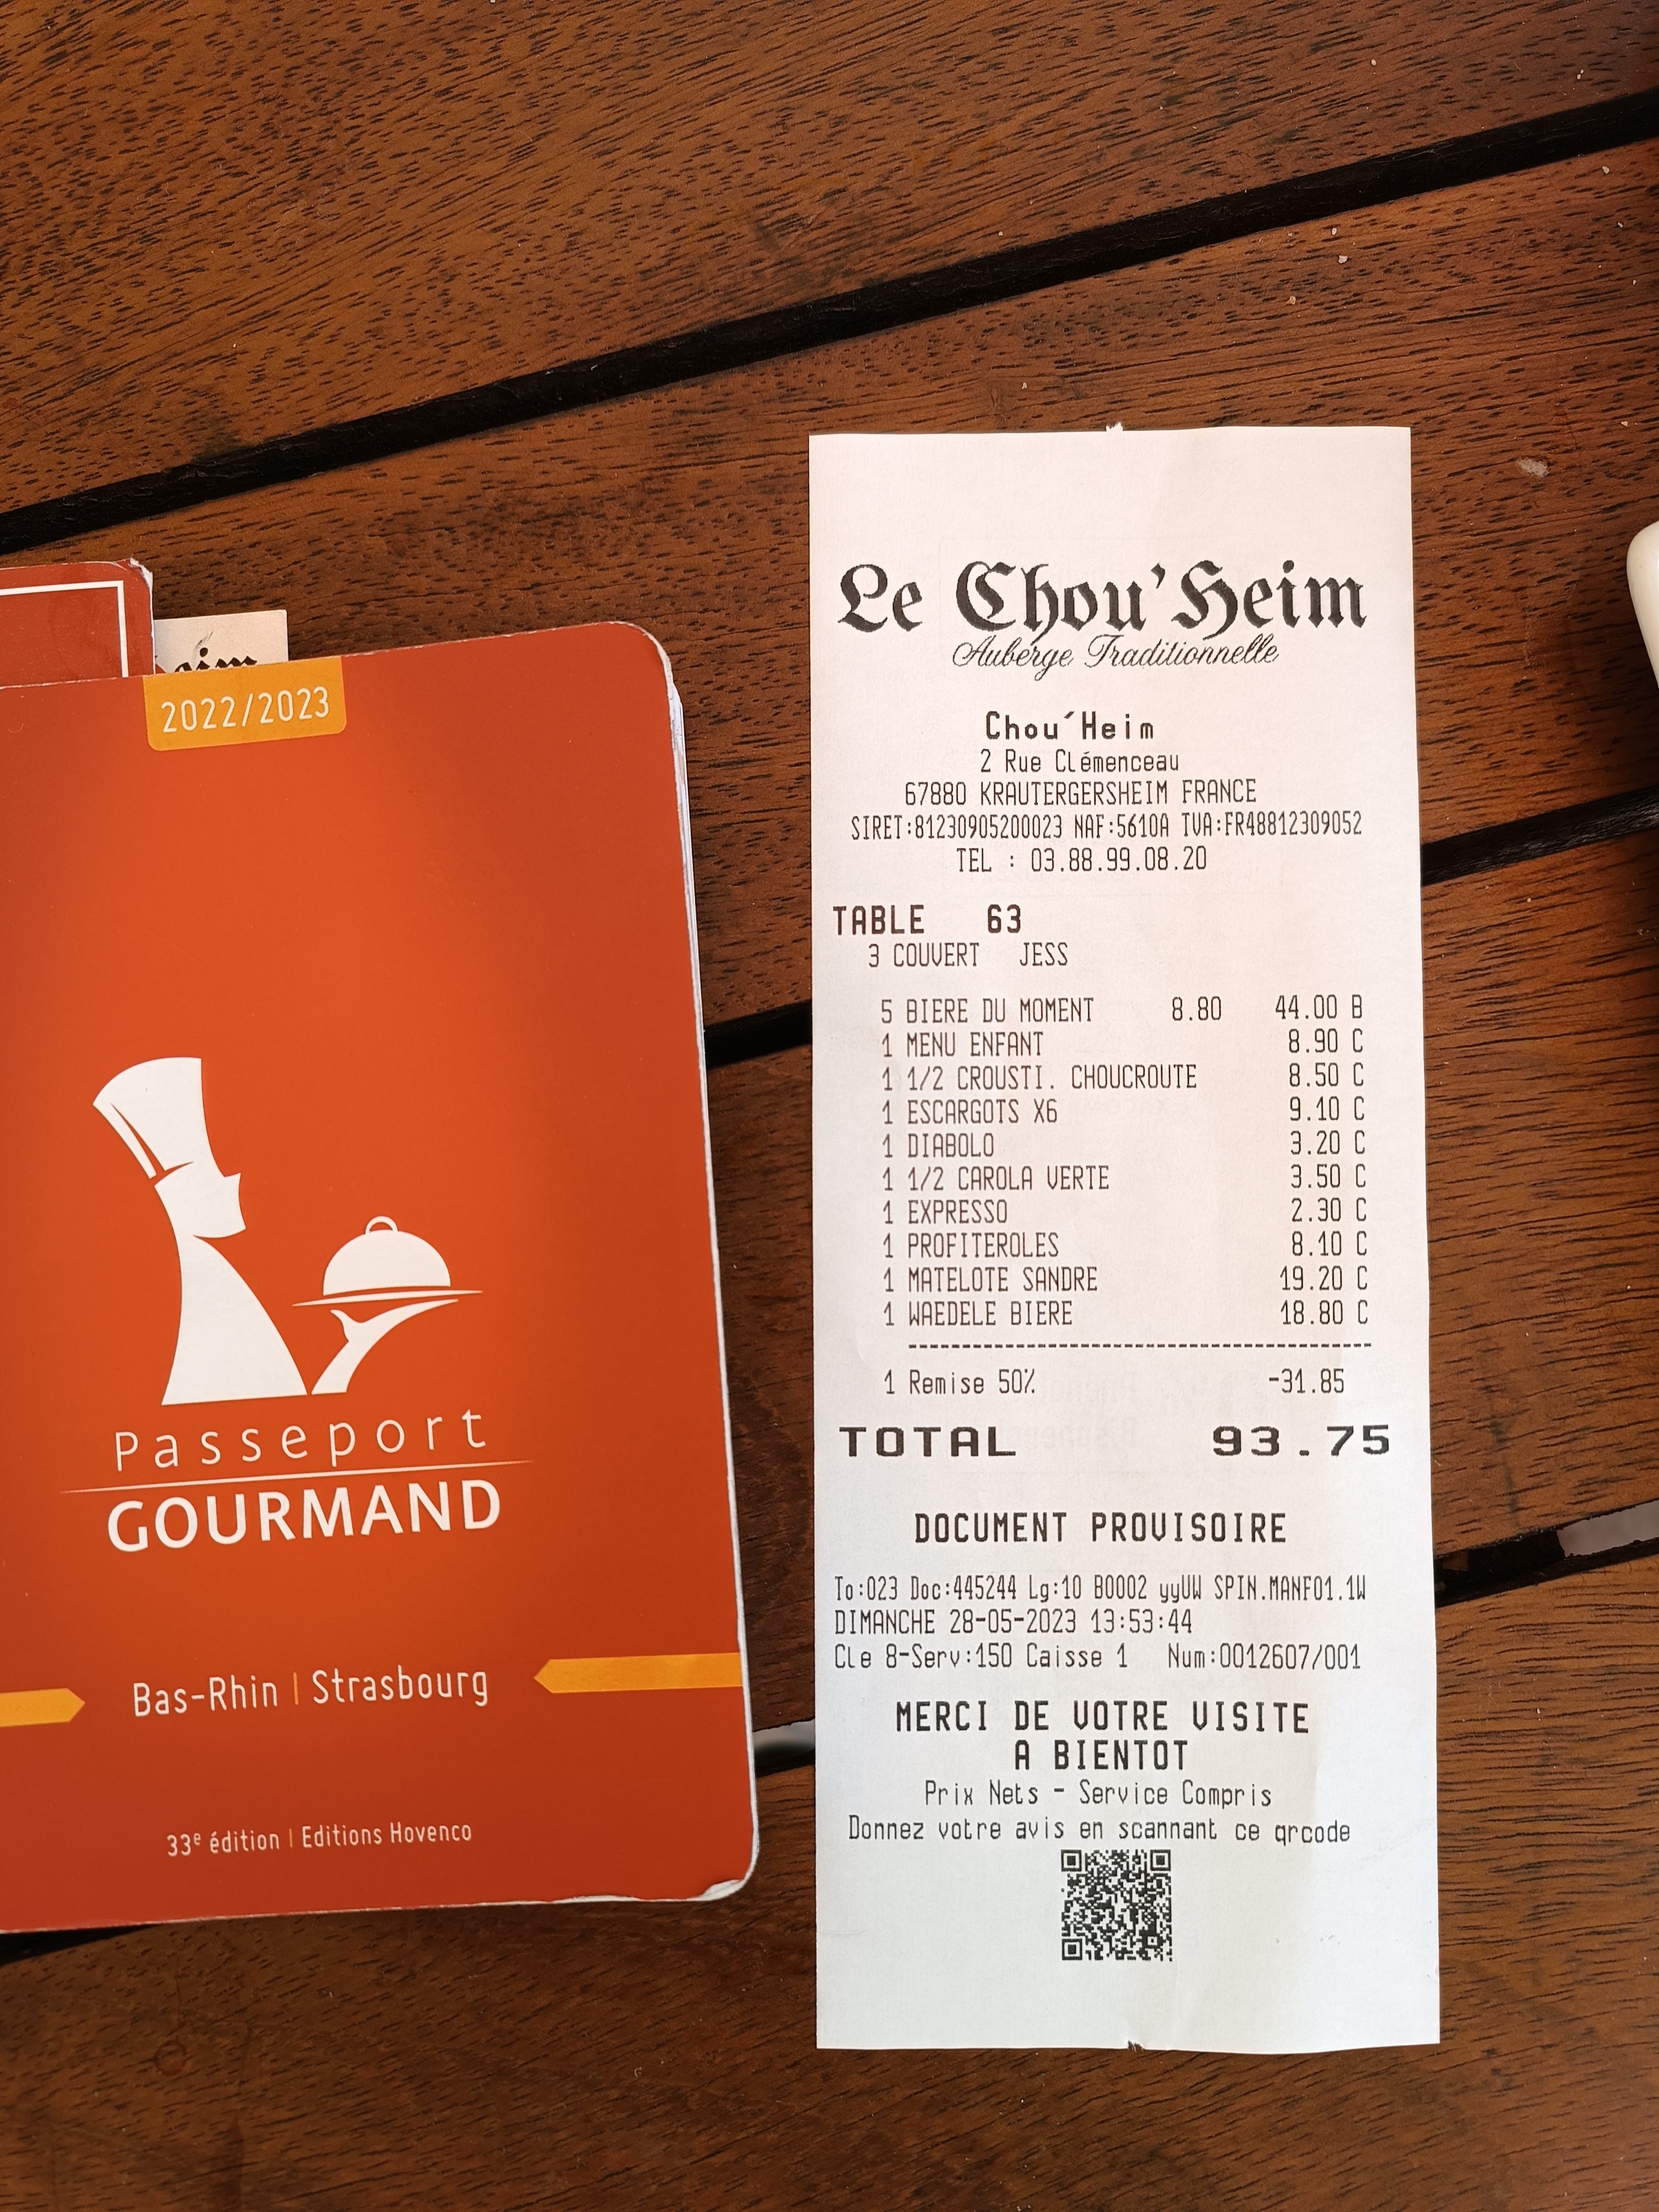 2022/2023
Passeport
GOURMAND
Bas-Rhin | Strasbourg
33e édition | Editions Hovenco
Le Chou'Heim
Auberge Traditionnelle
Chou´Heim
2 Rue Clémenceau
67880 KRAUTERGERSHEIM FRANCE
SIRET:81230905200023 NAF:5610A TVA:FR48812309052
TEL : 03.88.99.08.20
TABLE 63
3 COUVERT JESS
5 BIERE DU MOMENT 8.80 44.00 B
1 MENU ENFANT 8.90 C
1 1/2 CROUSTI. CHOUCROUTE 8.50 C
1 ESCARGOTS X6 9.10 C
1 DIABOLO 3.20 C
1 1/2 CAROLA VERTE 3.50 C
1 EXPRESSO 2.30 C
1 PROFITEROLES 8.10 C
1 MATELOTE SANDRE 19.20 C
1 WAEDELE BIERE 18.80 C
1 Remise 50% -31.85
TOTAL 93.75
DOCUMENT PROVISOIRE
To:023 Doc:445244 Lg:10 B0002 yyUW SPIN.MANF01.1W
DIMANCHE 28-05-2023 13:53:44
Cle 8-Serv:150 Caisse 1 Num:0012607/001
MERCI DE VOTRE VISITE
A BIENTOT
Prix Nets - Service Compris
Donnez votre avis en scannant ce qrcode